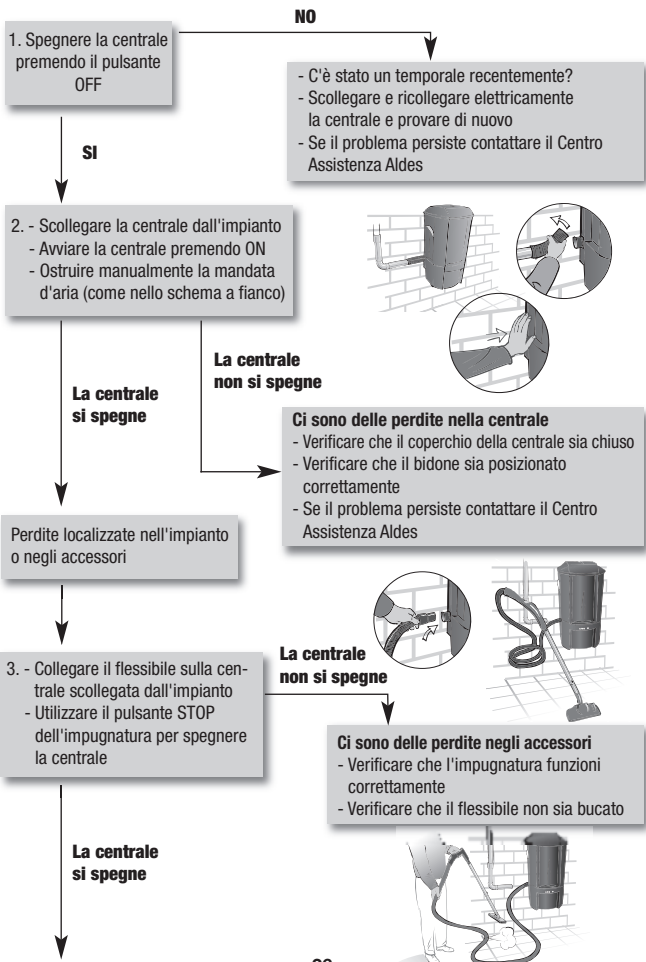 NO
1. Spegnere la centrale
premendo il pulsante
OFF
- C'è stato un temporale recentemente?
- Scollegare e ricollegare elettricamente
la centrale e provare di nuovo
- Se il problema persiste contattare il Centro
Assistenza Aldes
SI
2. - Scollegare la centrale dall'impianto
- Avviare la centrale premendo ON
- Ostruire manualmente la mandata
d'aria (come nello schema a fianco)
La centrale
non si spegne
La centrale
si spegne
Ci sono delle perdite nella centrale
- Verificare che il coperchio della centrale sia chiuso
- Verificare che il bidone sia posizionato
correttamente
- Se il problema persiste contattare il Centro
Assistenza Aldes
Perdite localizzate nell'impianto
o negli accessori
3. - Collegare il flessibile sulla cen-
trale scollegata dall'impianto
- Utilizzare il pulsante STOP
dell'impugnatura per spegnere
la centrale
La centrale
non si spegne
Ci sono delle perdite negli accessori
- Verificare che l'impugnatura funzioni
correttamente
- Verificare che il flessibile non sia bucato
La centrale
si spegne